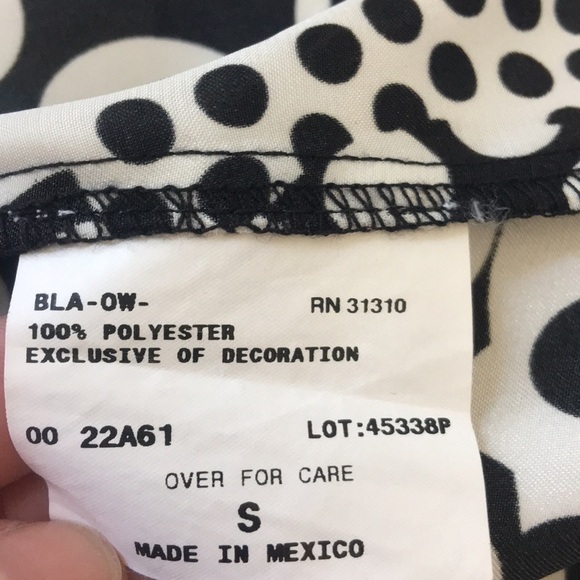 BLA-OW- RN 31310
100% POLYESTER
EXCLUSIVE OF DECORATION
00 22A61 LOT:45338P
OVER FOR CARE
S
MADE IN MEXICO